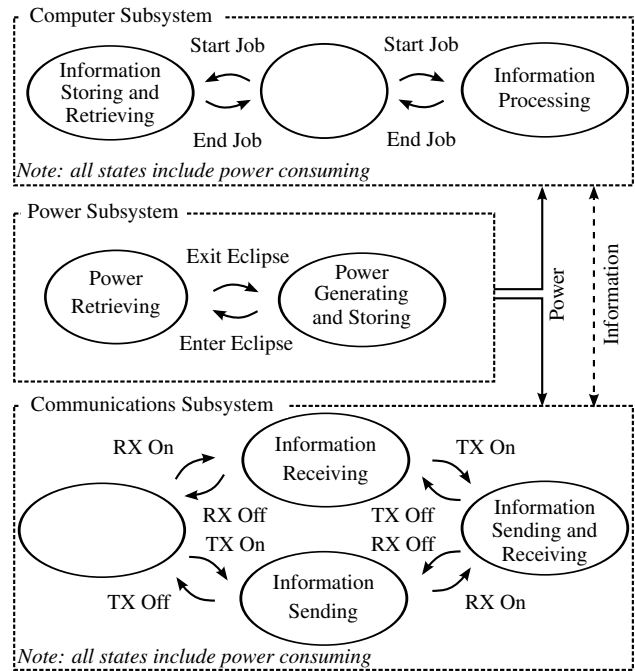 Computer Subsystem
Start Job
Start Job
Information
Storing and
Retrieving
Information
Processing
End Job
End Job
Note: all states include power consuming
Power Subsystem
Power
Retrieving
Exit Eclipse
Enter Eclipse
Power
Generating
and Storing
Power
Information
Communications Subsystem
RX On
Information
Receiving
TX On
RX Off
TX On
TX Off
RX Off
Information
Sending and
Receiving
TX Off
Information
Sending
RX On
Note: all states include power consuming